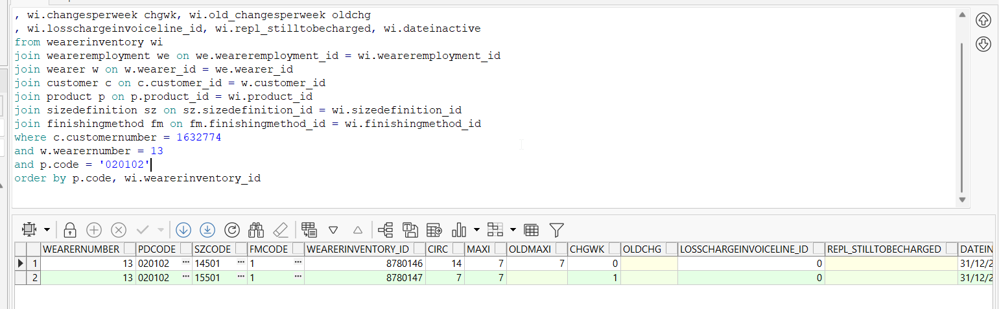 , wi.changesperweek chgwk, wi.old_changesperweek oldchg
, wi.losschargeinvoiceline_id, wi.repl_stilltobecharged, wi.dateinactive
from wearerinventory wi
join weareremployment we on we.weareremployment_id = wi.weareremployment_id
join wearer w on w.wearer_id = we.wearer_id
join customer c on c.customer_id = w.customer_id
join product p on p.product_id = wi.product_id
join sizedefinition sz on sz.sizedefinition_id = wi.sizedefinition_id
join finishingmethod fm on fm.finishingmethod_id = wi.finishingmethod_id
where c.customernumber = 1632774
and w.wearernumber = 13
and p.code = '020102'
order by p.code, wi.wearerinventory_id
WEARERNUMBER PDCODE SZCODE FMCODE WEARERINVENTORY_ID CIRC MAXI OLDMAXI CHGWK OLDCHG LOSSCHARGEINVOICELINE_ID REPL_STILLTOBECHARGED DATEIN
1 13 020102 ... 14501 ... 1 ... 8780146 14 7 7 0 0 31/12/2
2 13 020102 ... 15501 ... 1 ... 8780147 7 7 1 0 31/12/2